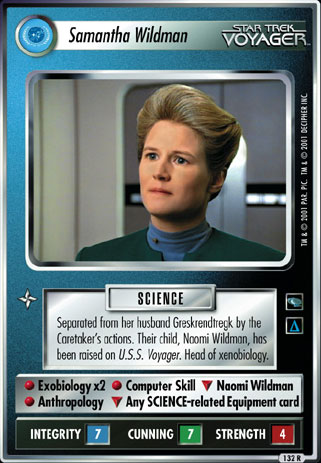 Samantha Wildman
STAR TREK
VOYAGER
TM & © 2001 PAR. PIC. TM & © 2001 DECIPHER INC.
SCIENCE
Separated from her husband Greskrendtregk by the
Caretaker's actions. Their child, Naomi Wildman, has
been raised on U.S.S. Voyager. Head of xenobiology.
Exobiology x2 Computer Skill Naomi Wildman
Anthropology Any SCIENCE-related Equipment card
INTEGRITY 7 CUNNING 7 STRENGTH 4
132 R